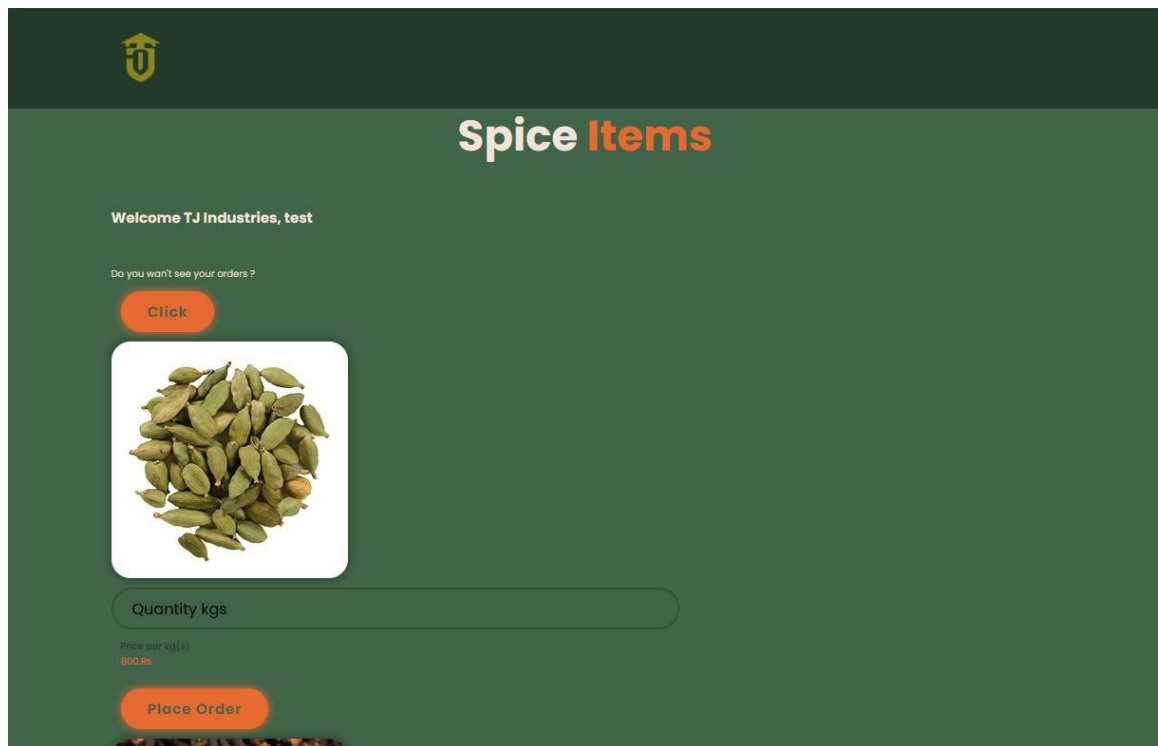 Spice Items
Welcome TJ Industries, test
Do you wan't see your orders ?
Click
Quantity kgs
Price per kg(s)
800.Rs
Place Order